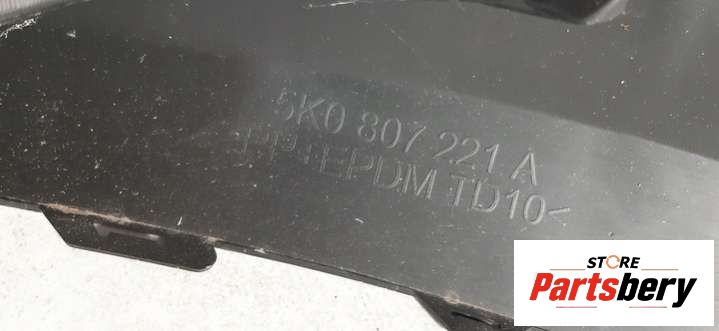 5K0 807 221 A
>PP+EPDM TD10<
STORE
Partsbery